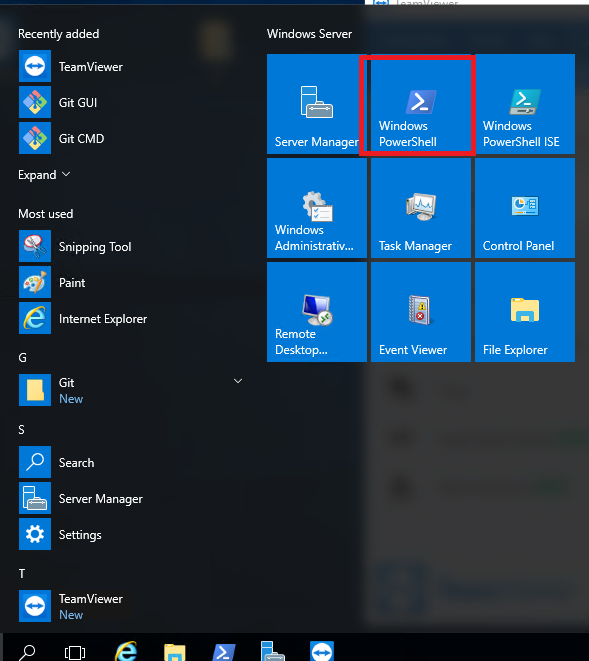 TeamViewer
Recently added
TeamViewer
Git GUI
Git CMD
Expand
Most used
Snipping Tool
Paint
Internet Explorer
G
Git
New
S
Search
Server Manager
Settings
T
TeamViewer
New
Windows Server
Server Manager
Windows
PowerShell
Windows
PowerShell ISE
Windows
Administrativ...
Task Manager
Control Panel
Remote
Desktop...
Event Viewer
File Explorer